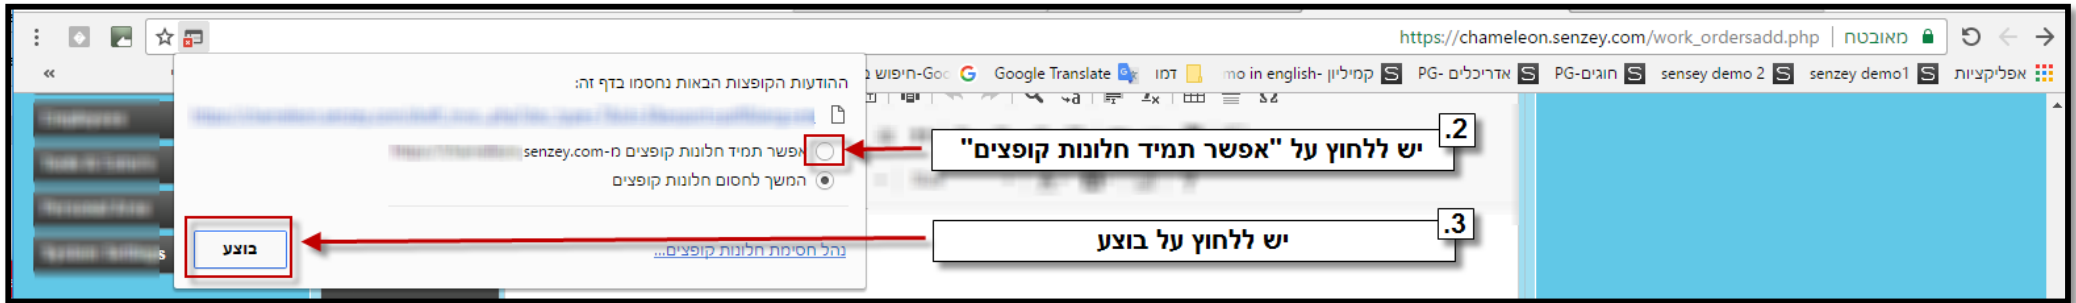 https://chameleon.senzey.com/work_ordersadd.php | מאובטח
אפליקציות senzey demo1 sensey demo 2 חוגים-PG אדריכלים -PG קמיליון -mo in english דמו Google Translate חיפוש ב-Goo
ההודעות הקופצות הבאות נחסמו בדף זה:
אפשר תמיד חלונות קופצים מ-senzey.com
המשך לחסום חלונות קופצים
נהל חסימת חלונות קופצים...
בוצע
2.
יש ללחוץ על "אפשר תמיד חלונות קופצים"
3.
יש ללחוץ על בוצע